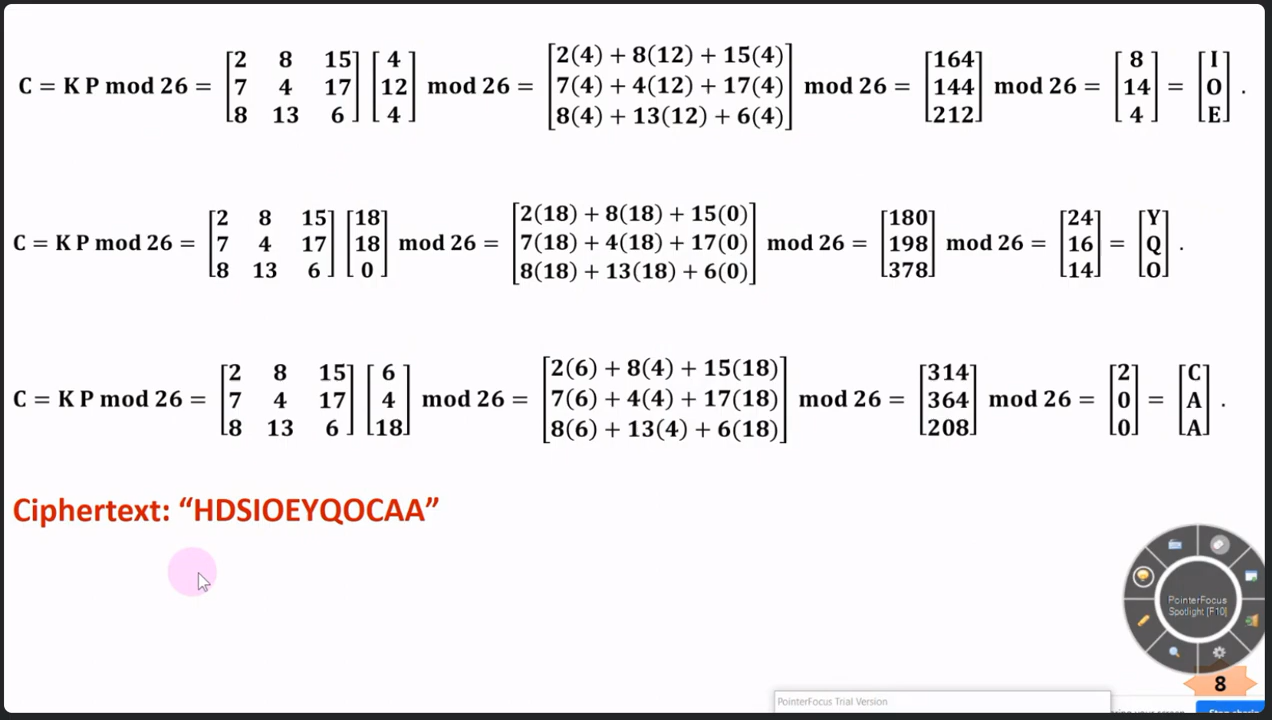 C = K P mod 26 = [2 8 15; 7 4 17; 8 13 6] [4; 12; 4] mod 26 = [2(4) + 8(12) + 15(4); 7(4) + 4(12) + 17(4); 8(4) + 13(12) + 6(4)] mod 26 = [164; 144; 212] mod 26 = [8; 14; 4] = [I; O; E] .
C = K P mod 26 = [2 8 15; 7 4 17; 8 13 6] [18; 18; 0] mod 26 = [2(18) + 8(18) + 15(0); 7(18) + 4(18) + 17(0); 8(18) + 13(18) + 6(0)] mod 26 = [180; 198; 378] mod 26 = [24; 16; 14] = [Y; Q; O] .
C = K P mod 26 = [2 8 15; 7 4 17; 8 13 6] [6; 4; 18] mod 26 = [2(6) + 8(4) + 15(18); 7(6) + 4(4) + 17(18); 8(6) + 13(4) + 6(18)] mod 26 = [314; 364; 208] mod 26 = [2; 0; 0] = [C; A; A] .
Ciphertext: “HDSIOEYQOCAA”
PointerFocus
Spotlight [F10]
8
PointerFocus Trial Version
your screen